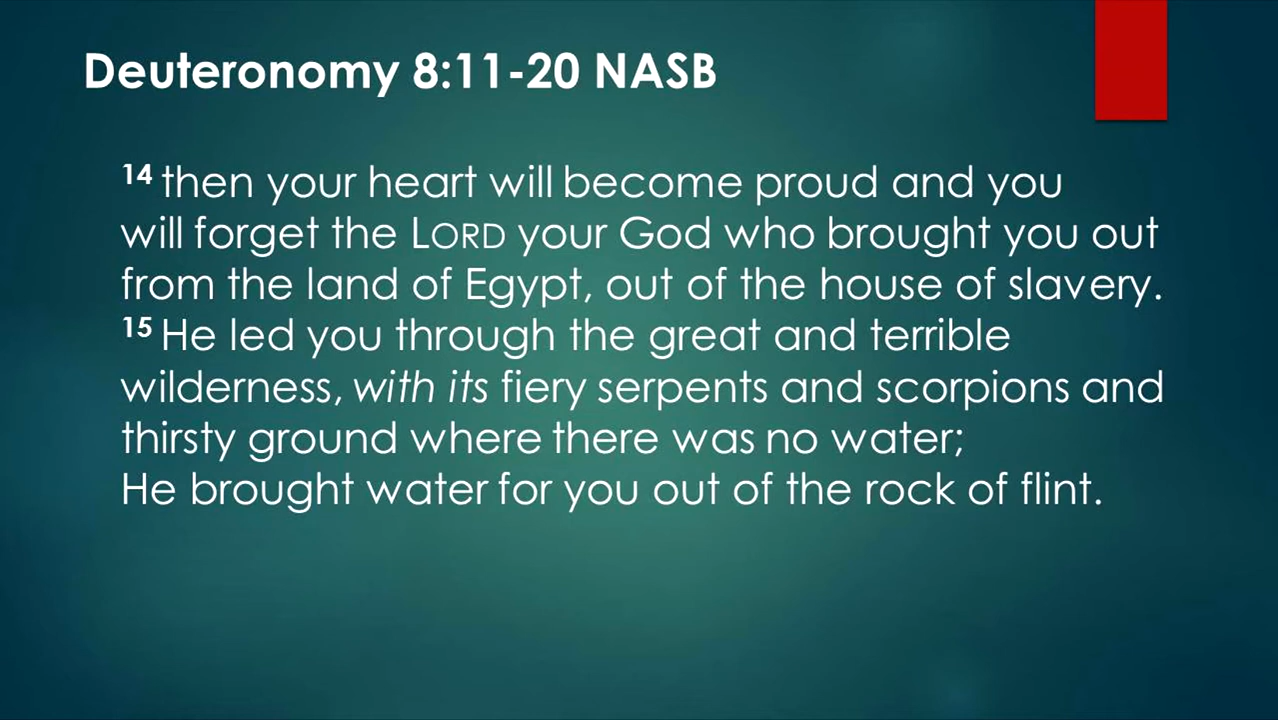 Deuteronomy 8:11-20 NASB
14 then your heart will become proud and you
will forget the LORD your God who brought you out
from the land of Egypt, out of the house of slavery.
15 He led you through the great and terrible
wilderness, with its fiery serpents and scorpions and
thirsty ground where there was no water;
He brought water for you out of the rock of flint.